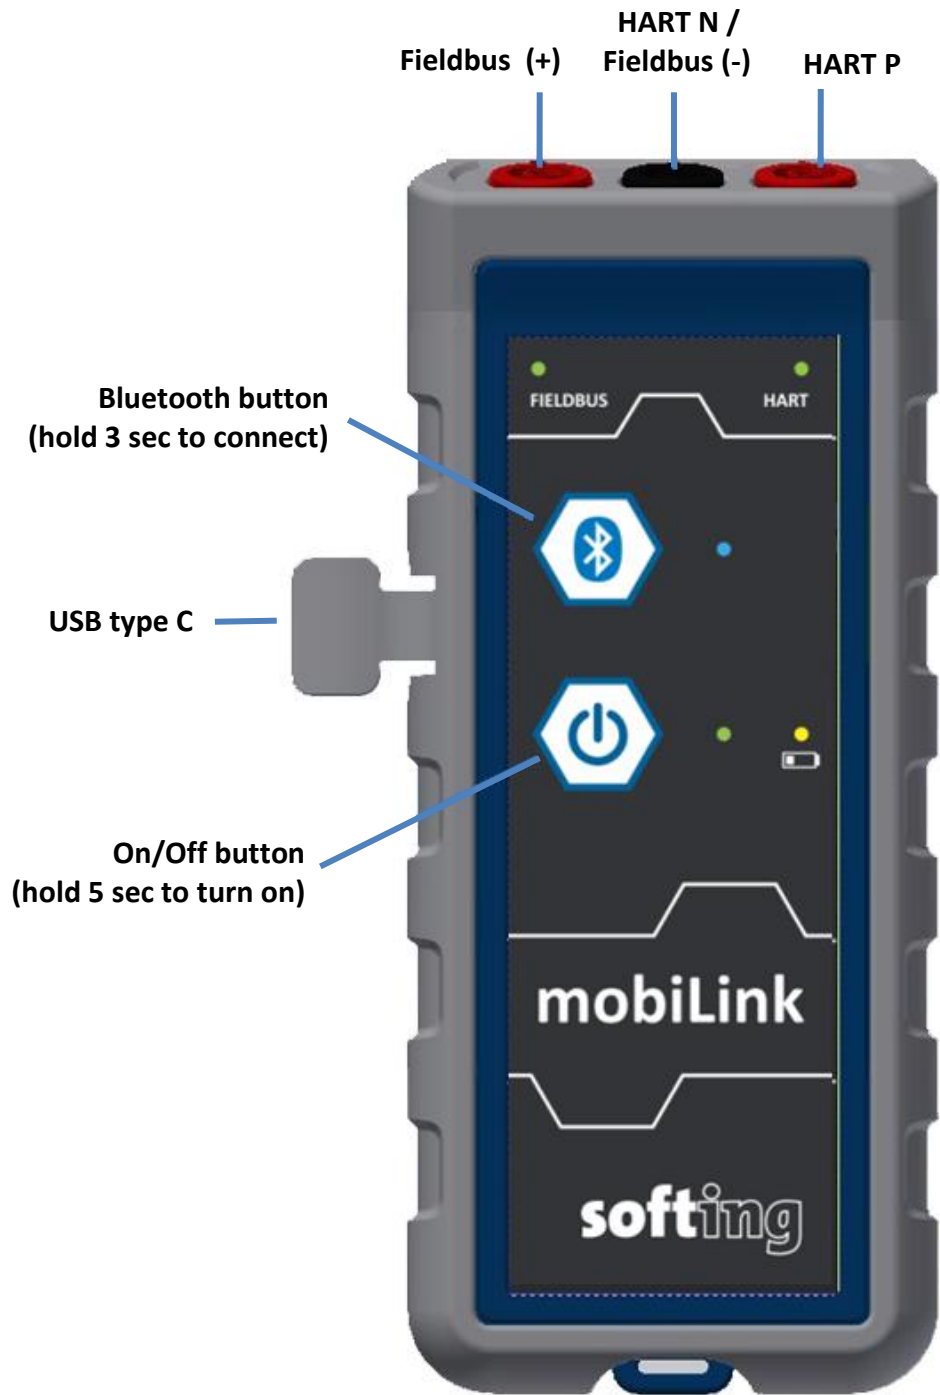 HART N /
Fieldbus (+)
Fieldbus (-)
HART P
FIELDBUS
HART
Bluetooth button
(hold 3 sec to connect)
USB type C
On/Off button
(hold 5 sec to turn on)
mobiLink
softing